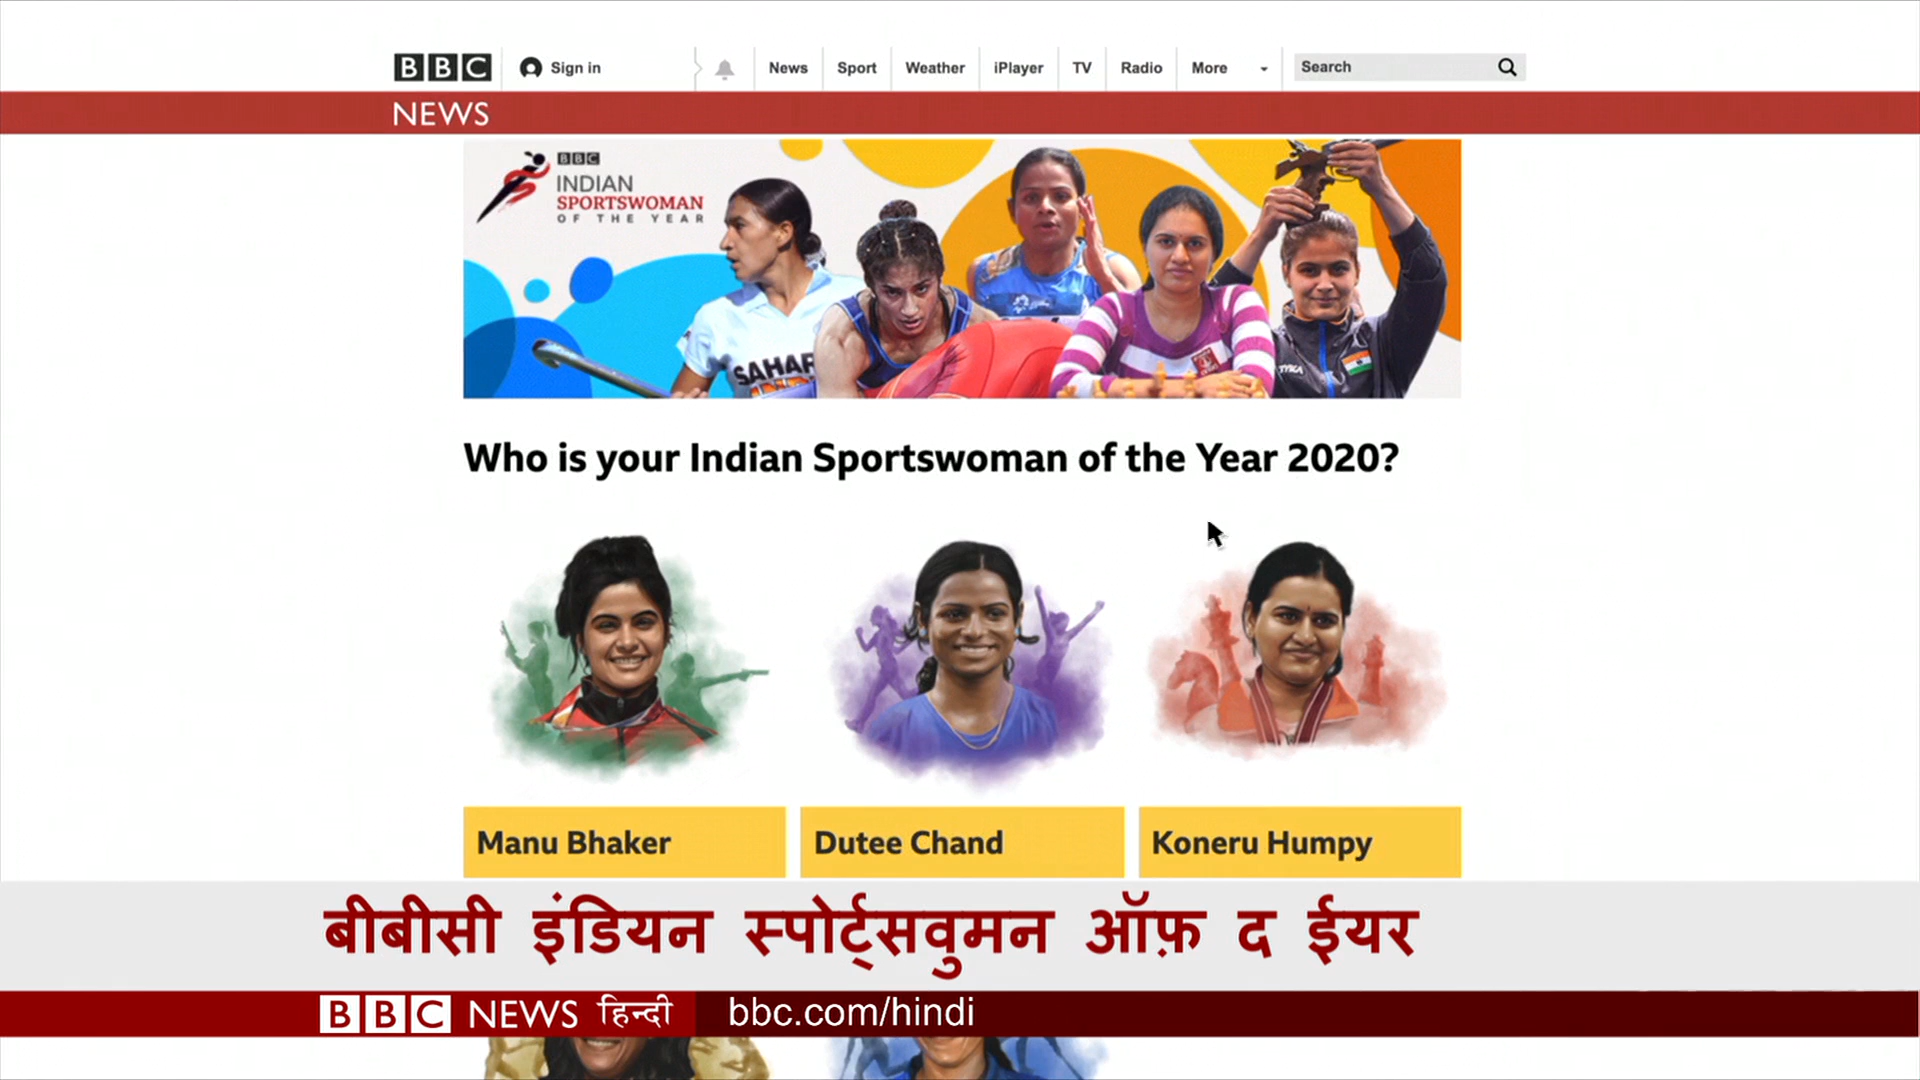 BBC
Sign in
News
Sport
Weather
iPlayer
TV
Radio
More
Search
NEWS
BBC
INDIAN
SPORTSWOMAN
OF THE YEAR
SAHAR
TYKA
Who is your Indian Sportswoman of the Year 2020?
Manu Bhaker
Dutee Chand
Koneru Humpy
बीबीसी इंडियन स्पोर्ट्सवुमन ऑफ़ द ईयर
BBC NEWS हिन्दी
bbc.com/hindi